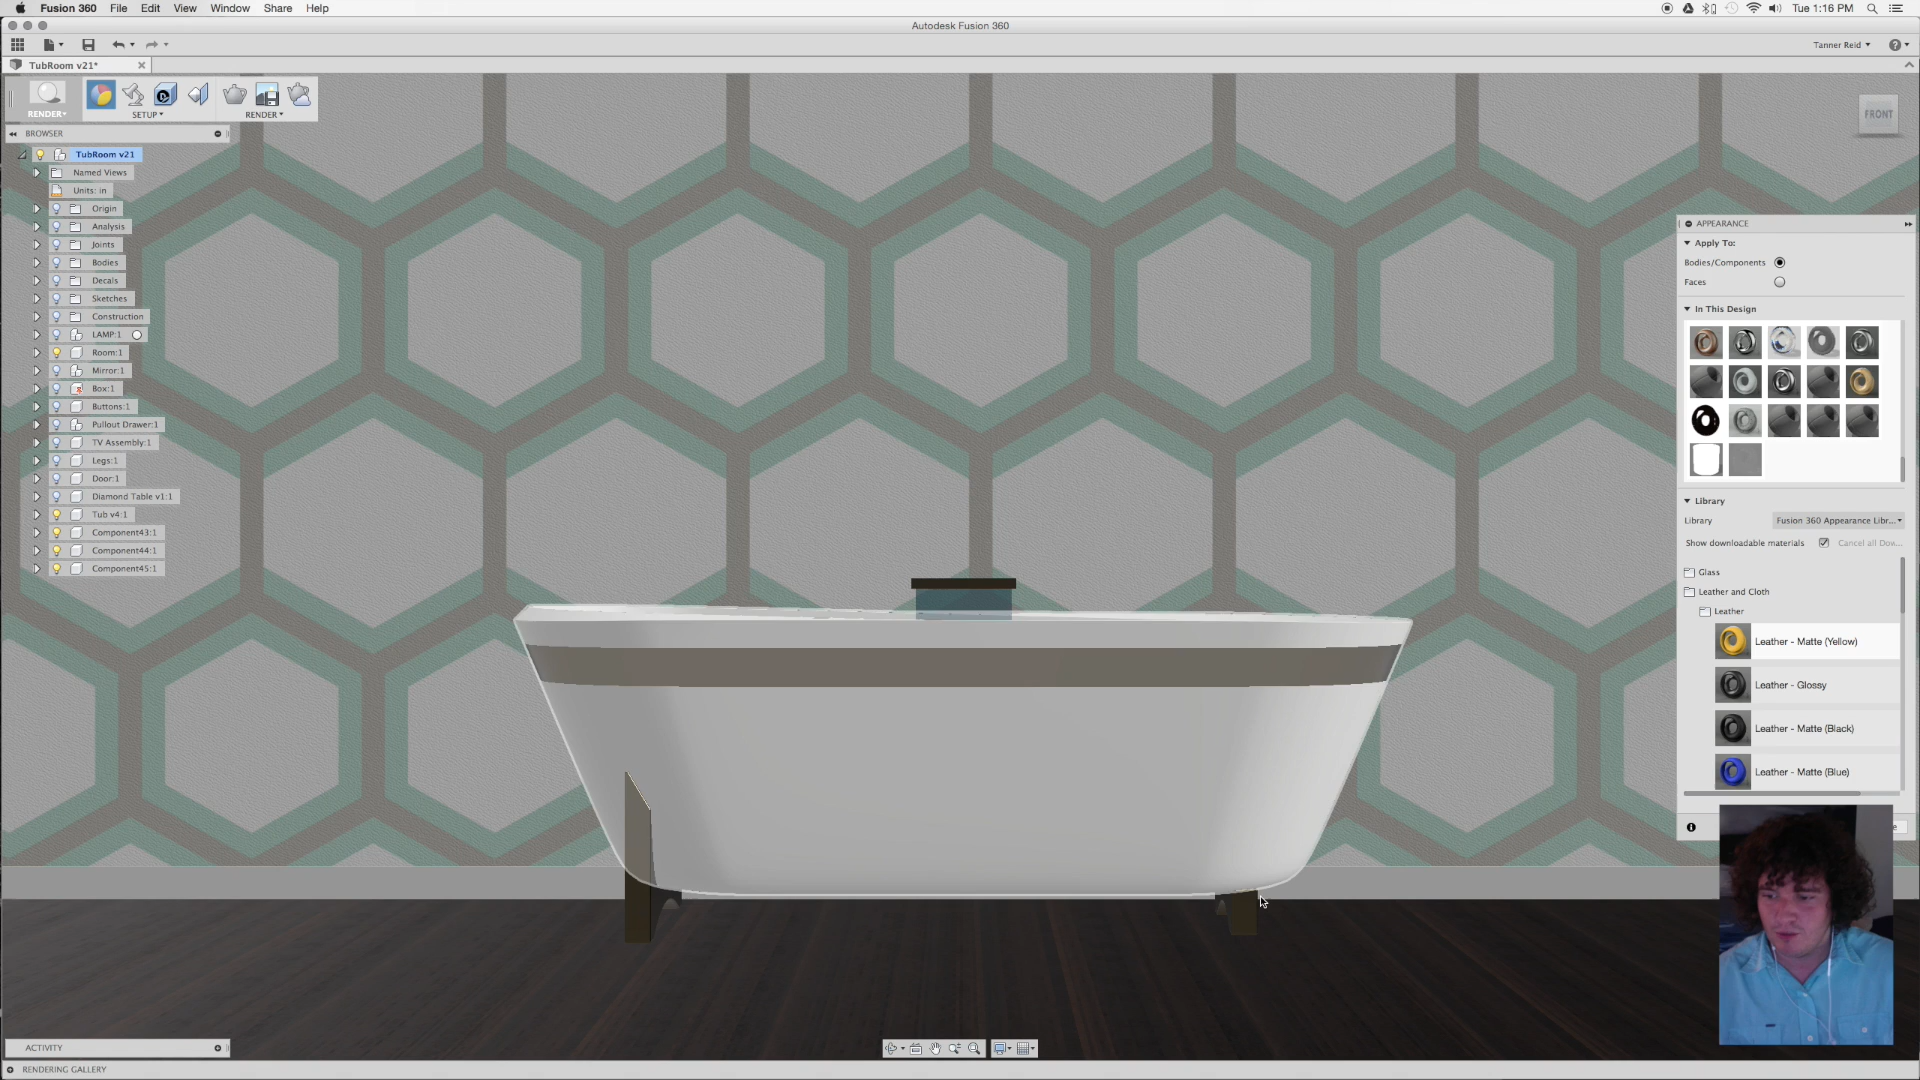 Fusion 360 File Edit View Window Share Help
Tue 1:16 PM
Autodesk Fusion 360
Tanner Reid
TubRoom v21*
RENDER
SETUP
RENDER
FRONT
BROWSER
TubRoom v21
Named Views
Units: in
Origin
Analysis
Joints
Bodies
Decals
Sketches
Construction
LAMP:1
Room:1
Mirror:1
Box:1
Buttons:1
Pullout Drawer:1
TV Assembly:1
Legs:1
Door:1
Diamond Table v1:1
Tub v4:1
Component43:1
Component44:1
Component45:1
APPEARANCE
Apply To:
Bodies/Components
Faces
In This Design
Library
Library Fusion 360 Appearance Libr...
Show downloadable materials Cancel all Dow...
Glass
Leather and Cloth
Leather
Leather - Matte (Yellow)
Leather - Glossy
Leather - Matte (Black)
Leather - Matte (Blue)
ACTIVITY
RENDERING GALLERY